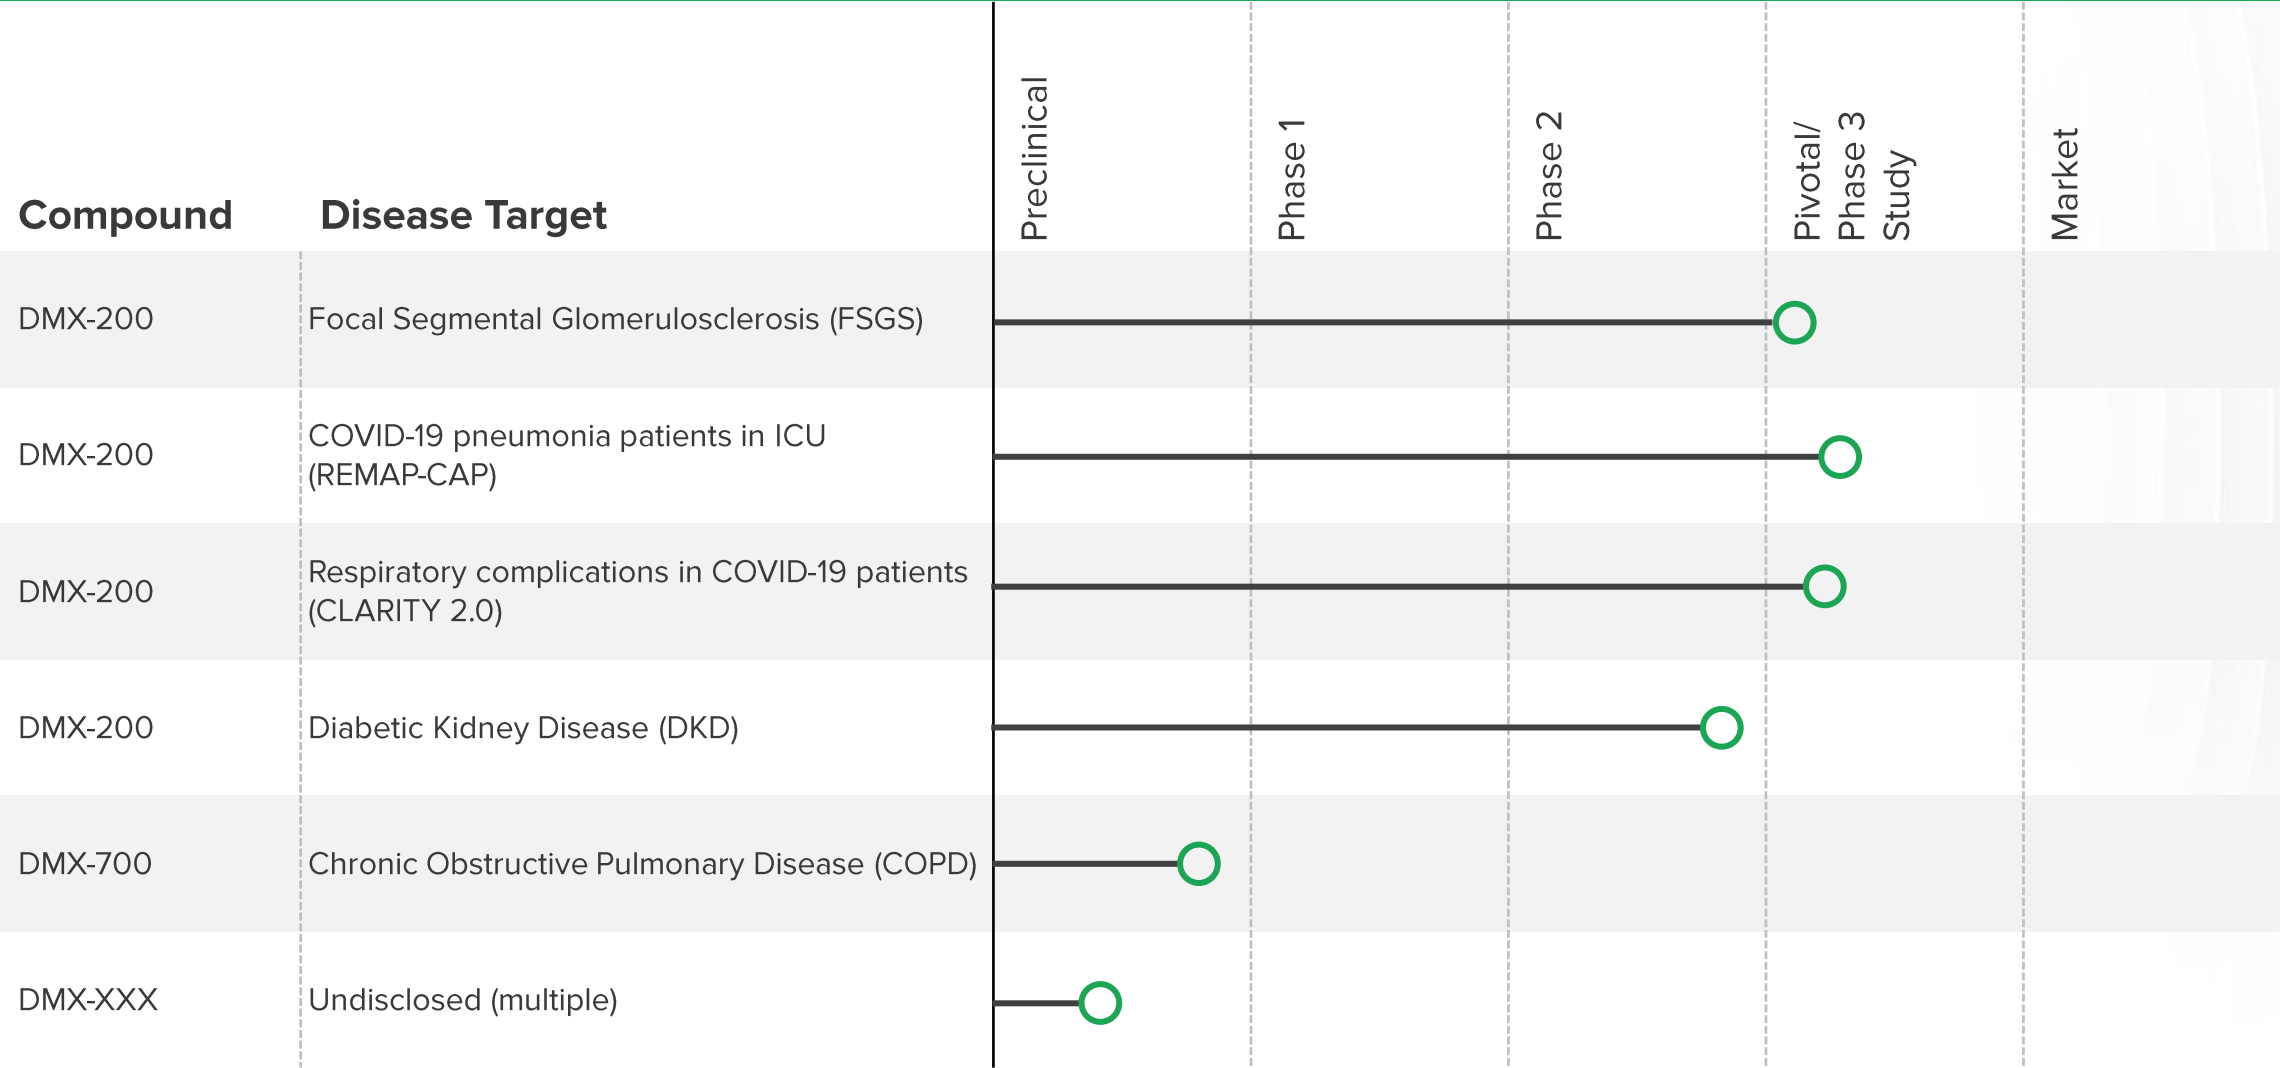 Preclinical
Phase 1
Phase 2
Pivotal/
Phase 3
Study
Market
Compound
Disease Target
DMX-200
Focal Segmental Glomerulosclerosis (FSGS)
DMX-200
COVID-19 pneumonia patients in ICU
(REMAP-CAP)
DMX-200
Respiratory complications in COVID-19 patients
(CLARITY 2.0)
DMX-200
Diabetic Kidney Disease (DKD)
DMX-700
Chronic Obstructive Pulmonary Disease (COPD)
DMX-XXX
Undisclosed (multiple)